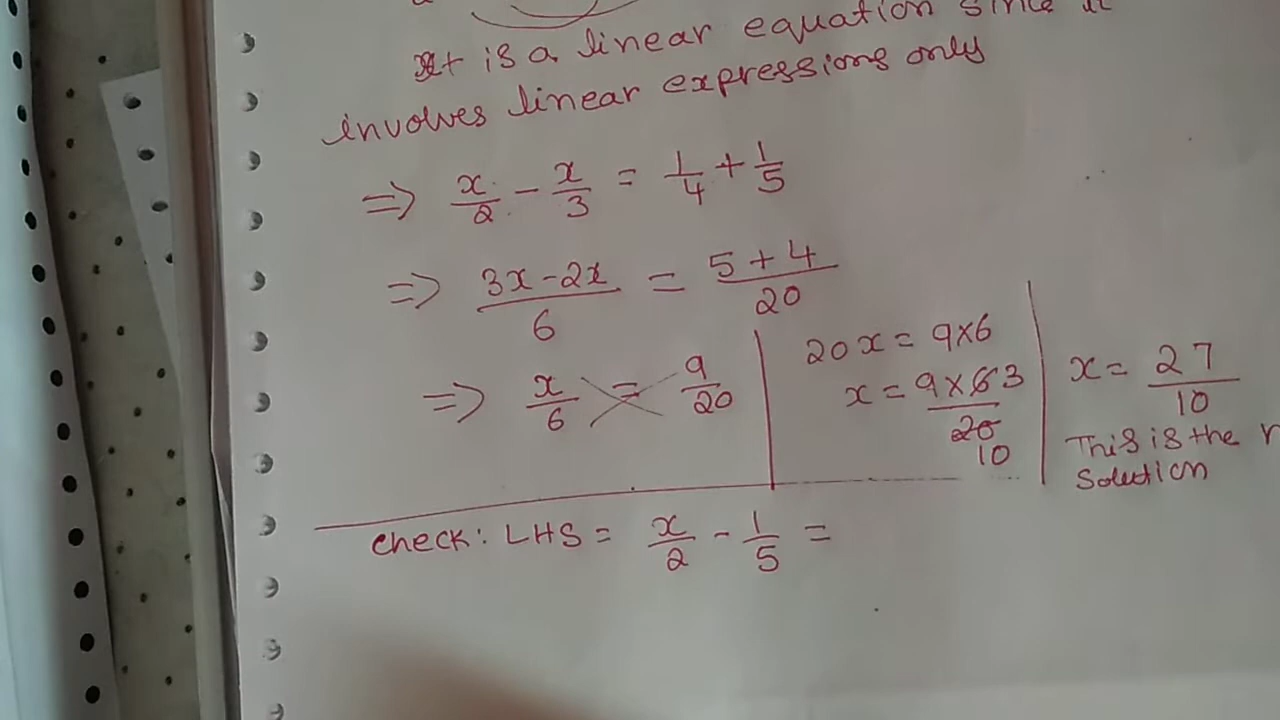 It is a linear equation since it
involves linear expressions only
⇒ x/2 - x/3 = 1/4 + 1/5
⇒ (3x-2x)/6 = (5+4)/20
⇒ x/6 = 9/20
20x = 9×6
x = 9×6 3/20 10
x = 27/10
This is the
solution
check: LHS = x/2 - 1/5 =